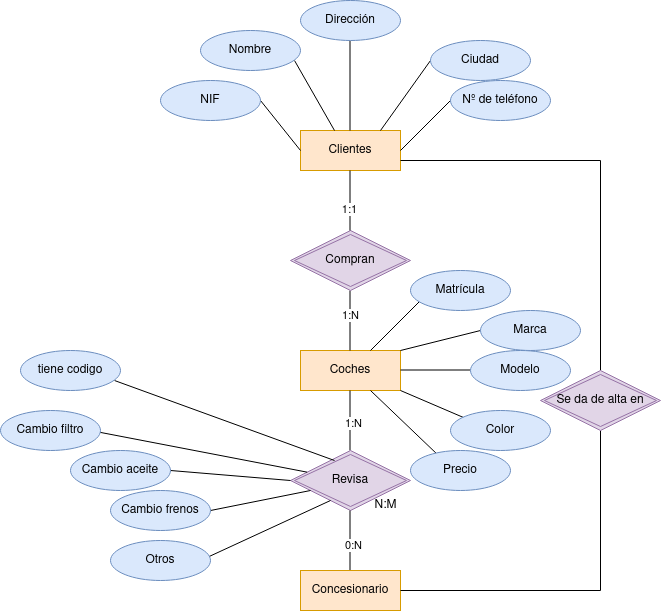 Dirección
Nombre
Ciudad
NIF
Nº de teléfono
Clientes
1:1
Compran
Matrícula
1:N
Marca
Coches
Modelo
tiene codigo
Se da de alta en
1:N
Color
Cambio filtro
Cambio aceite
Precio
Revisa
N:M
Cambio frenos
0:N
Otros
Concesionario